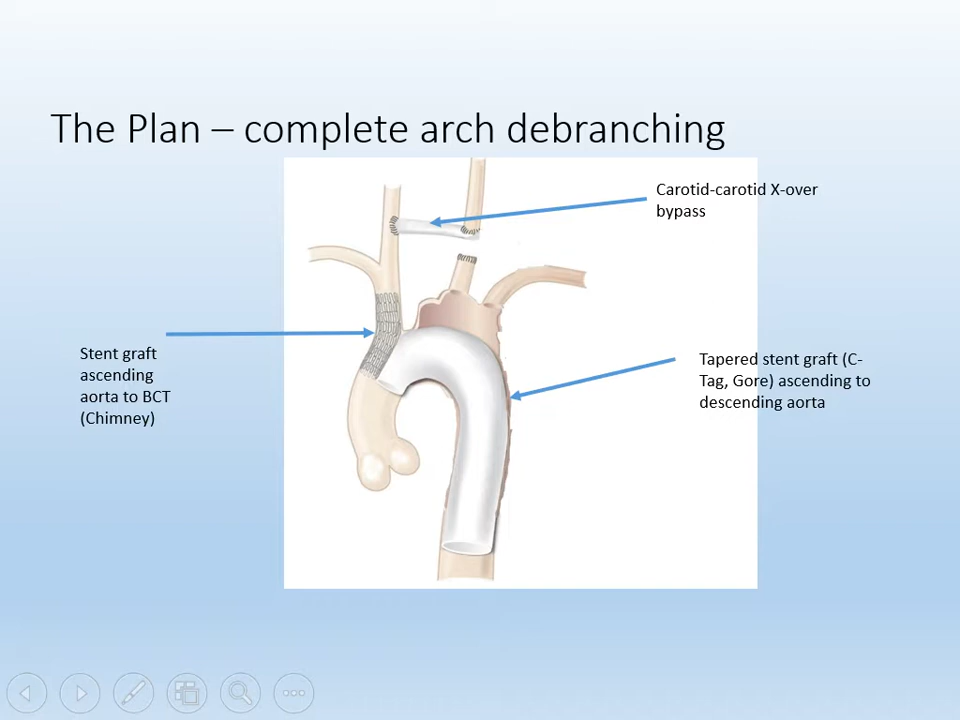 The Plan – complete arch debranching
Carotid-carotid X-over
bypass
Stent graft
ascending
aorta to BCT
(Chimney)
Tapered stent graft (C-
Tag, Gore) ascending to
descending aorta